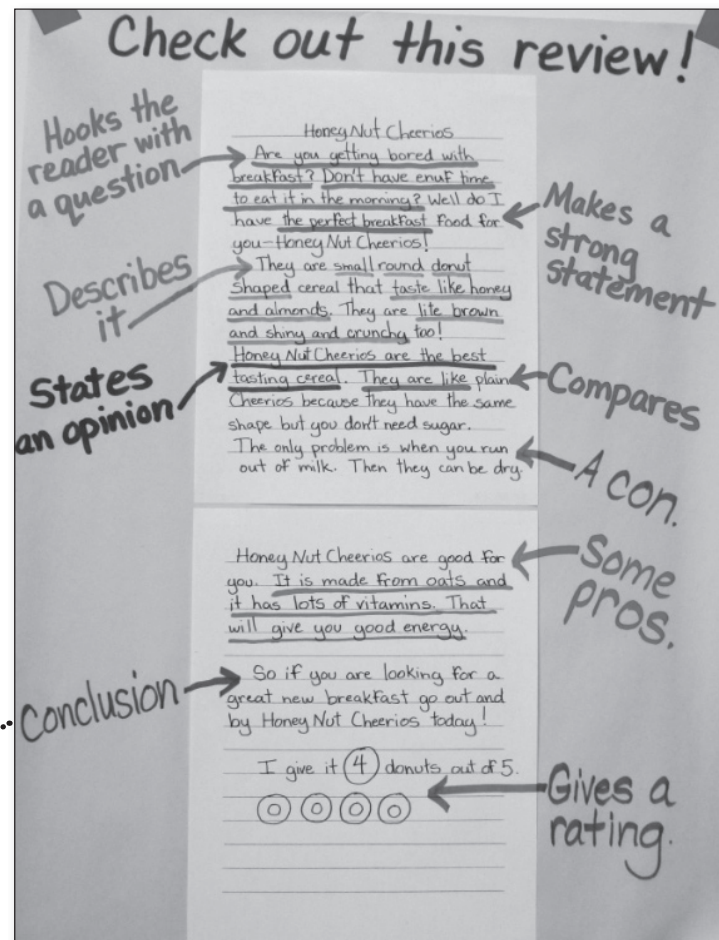 Check out this review!
Hooks the
reader with
a question
Honey Nut Cheerios
Are you getting bored with
breakfast? Don't have enuf time
to eat it in the morning? Well do I
have the perfect breakfast food for
you—Honey Nut Cheerios!
Makes a
strong
statement
Describes
it
They are small round donut
shaped cereal that taste like honey
and almonds. They are lite brown
and shiny and crunchy too!
States
an opinion
Honey Nut Cheerios are the best
tasting cereal. They are like plain
Cheerios because they have the same
shape but you don't need sugar.
Compares
The only problem is when you run
out of milk. Then they can be dry.
A con.
Honey Nut Cheerios are good for
you. It is made from oats and
it has lots of vitamins. That
will give you good energy.
Some
pros.
Conclusion
So if you are looking for a
great new breakfast go out and
by Honey Nut Cheerios today!
I give it 4 donuts out of 5.
Gives a
rating.